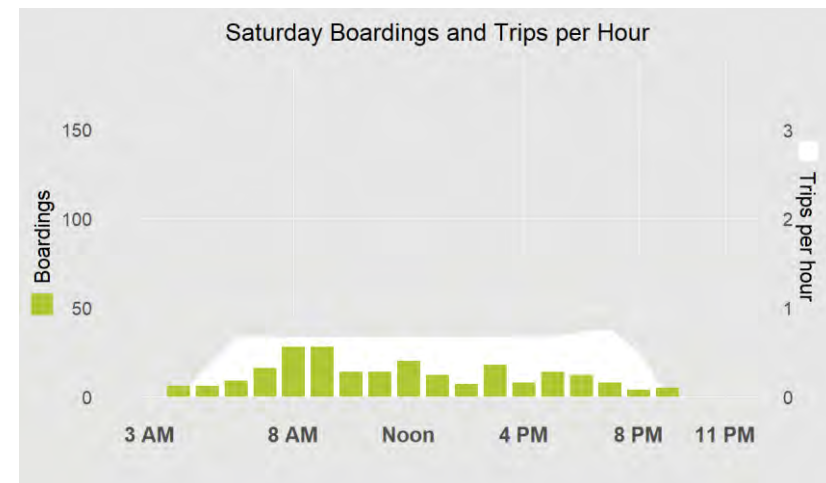 Saturday Boardings and Trips per Hour
150
100
50
0
Boardings
3
2
1
0
Trips per hour
3 AM 8 AM Noon 4 PM 8 PM 11 PM